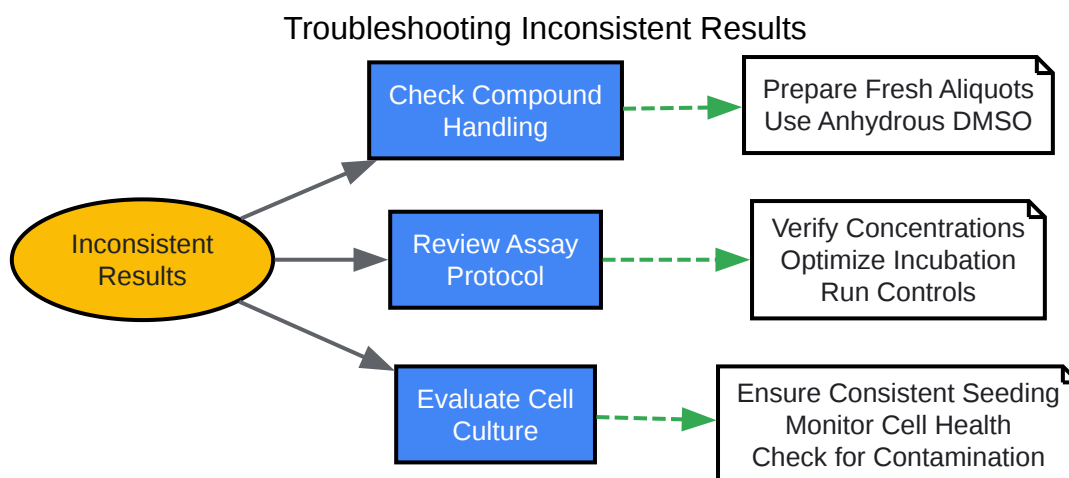 Troubleshooting Inconsistent Results
Inconsistent
Results
Check Compound
Handling
Prepare Fresh Aliquots
Use Anhydrous DMSO
Review Assay
Protocol
Verify Concentrations
Optimize Incubation
Run Controls
Evaluate Cell
Culture
Ensure Consistent Seeding
Monitor Cell Health
Check for Contamination